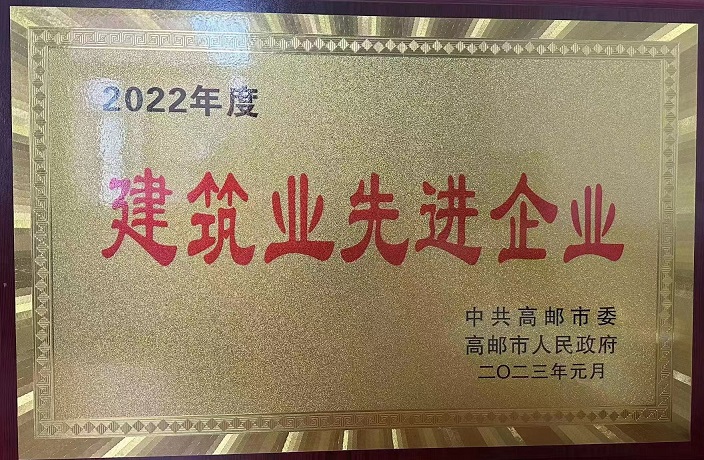 2022年度
建筑业先进企业
中共高邮市委
高邮市人民政府
二〇二三年元月